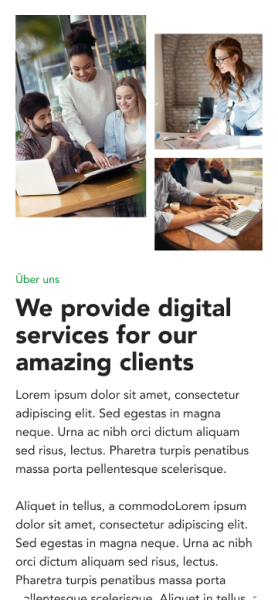 Über uns
We provide digital
services for our
amazing clients
Lorem ipsum dolor sit amet, consectetur
adipiscing elit. Sed egestas in magna
neque. Urna ac nibh orci dictum aliquam
sed risus, lectus. Pharetra turpis penatibus
massa porta pellentesque scelerisque.
Aliquet in tellus, a commodoLorem ipsum
dolor sit amet, consectetur adipiscing elit.
Sed egestas in magna neque. Urna ac nibh
orci dictum aliquam sed risus, lectus.
Pharetra turpis penatibus massa porta
pellentesque scelerisque. Aliquet in tellus,